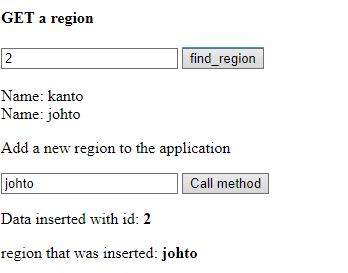 GET a region
2 find_region
Name: kanto
Name: johto
Add a new region to the application
johto Call method
Data inserted with id: 2
region that was inserted: johto